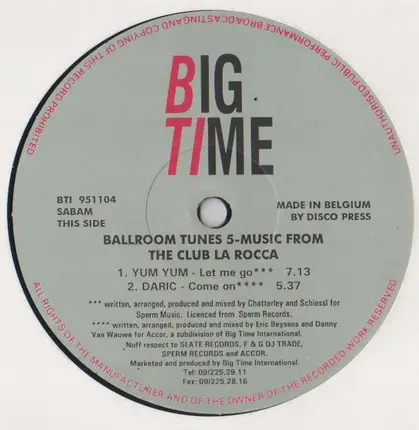 UNAUTHORISED PUBLIC PERFORMANCE BROADCASTING AND COPYING OF THIS RECORD PROHIBITED
BIG
TIME
BTI 951104
SABAM
THIS SIDE
MADE IN BELGIUM
BY DISCO PRESS
BALLROOM TUNES 5-MUSIC FROM
THE CLUB LA ROCCA
1. YUM YUM - Let me go*** 7.13
2. DARIC - Come on**** 5.37
*** written, arranged, produced and mixed by Chatterley and Schiessl for
Sperm Music. Licenced from Sperm Records.
**** written, arranged, produced and mixed by Eric Beysens and Danny
Van Wauwe for Accor, a subdivision of Big Time International.
Nuff respect to SLATE RECORDS, F & G DJ TRADE,
SPERM RECORDS and ACCOR.
Marketed and produced by Big Time International.
Tel: 09/225.29.11
Fax: 09/225.28.16
ALL RIGHTS OF THE MANUFACTURER AND OF THE OWNER OF THE RECORDED WORK RESERVED